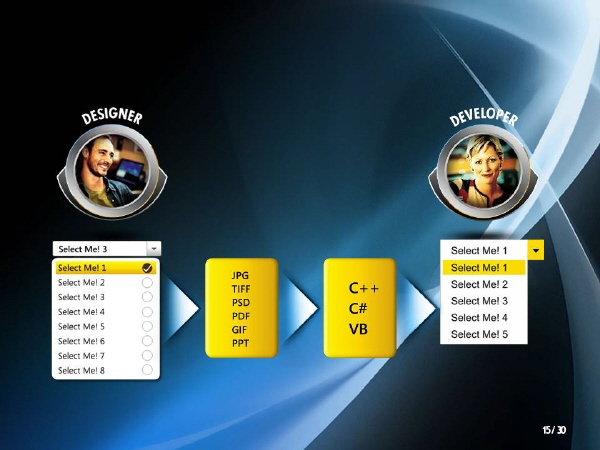 DESIGNER
DEVELOPER
Select Me! 3
Select Me! 1
Select Me! 2
Select Me! 3
Select Me! 4
Select Me! 5
Select Me! 6
Select Me! 7
Select Me! 8
JPG
TIFF
PSD
PDF
GIF
PPT
C++
C#
VB
Select Me! 1
Select Me! 1
Select Me! 2
Select Me! 3
Select Me! 4
Select Me! 5
15/30